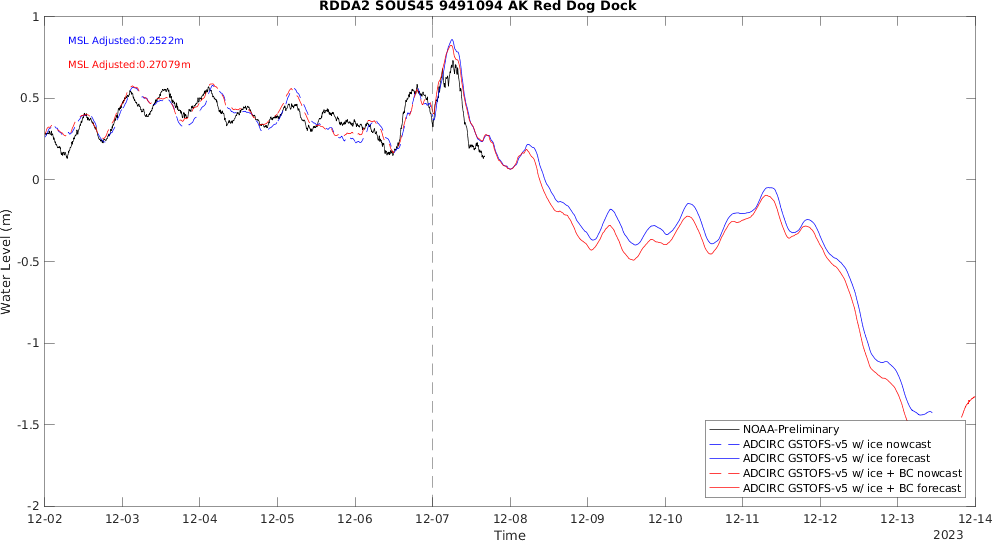 RDDA2 SOUS45 9491094 AK Red Dog Dock
MSL Adjusted:0.2522m
MSL Adjusted:0.27079m
Water Level (m)
1
0.5
0
-0.5
-1
-1.5
-2
NOAA-Preliminary
ADCIRC GSTOFS-v5 w/ ice nowcast
ADCIRC GSTOFS-v5 w/ ice forecast
ADCIRC GSTOFS-v5 w/ ice + BC nowcast
ADCIRC GSTOFS-v5 w/ ice + BC forecast
12-02 12-03 12-04 12-05 12-06 12-07 12-08 12-09 12-10 12-11 12-12 12-13 12-14
Time
2023